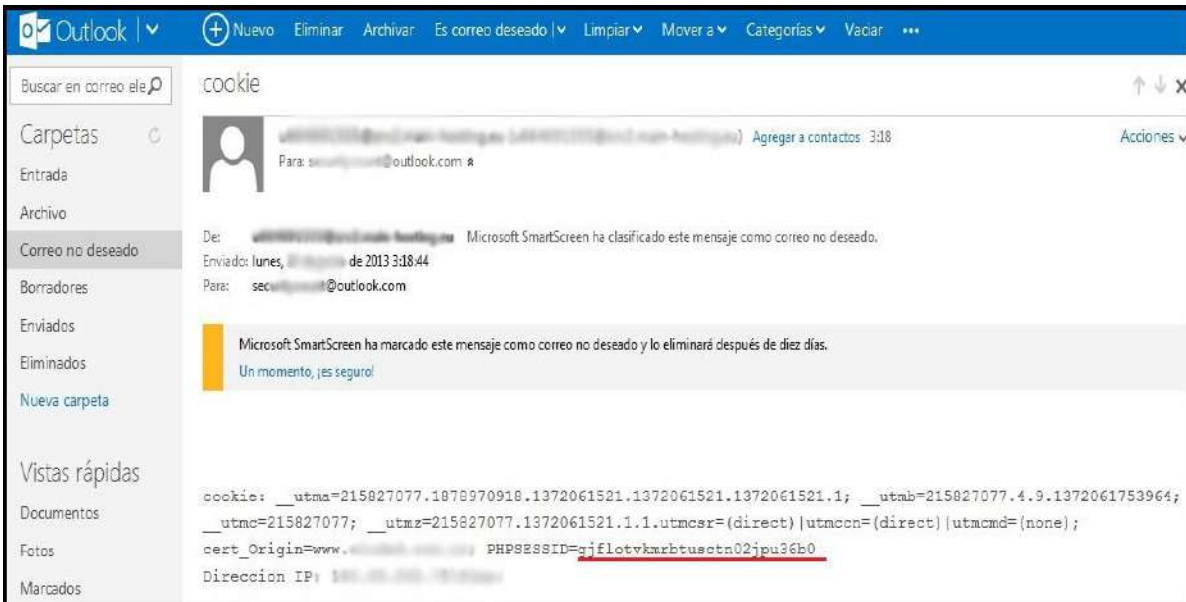 Outlook
Nuevo Eliminar Archivar Es correo deseado Limpiar Mover a Categorías Vaciar •••
Buscar en correo ele
cookie
Carpetas
Agregar a contactos 3:18
Acciones
Para: @outlook.com
Entrada
Archivo
Correo no deseado
De: Microsoft SmartScreen ha clasificado este mensaje como correo no deseado.
Enviado: lunes, de 2013 3:18:44
Para: @outlook.com
Borradores
Enviados
Eliminados
Nueva carpeta
Microsoft SmartScreen ha marcado este mensaje como correo no deseado y lo eliminará después de diez días.
Un momento, ¡es seguro!
Vistas rápidas
Documentos
Fotos
Marcados
cookie: __utma=215827077.1878970918.1372061521.1372061521.1372061521.1; __utmb=215827077.4.9.1372061753964;
__utmc=215827077; __utmz=215827077.1372061521.1.1.utmcsr=(direct)|utmccn=(direct)|utmcmd=(none);
cert_Origin=www. PHPSESSID=gjflotvkmrbtusctn02jpu36b0
Direccion IP: